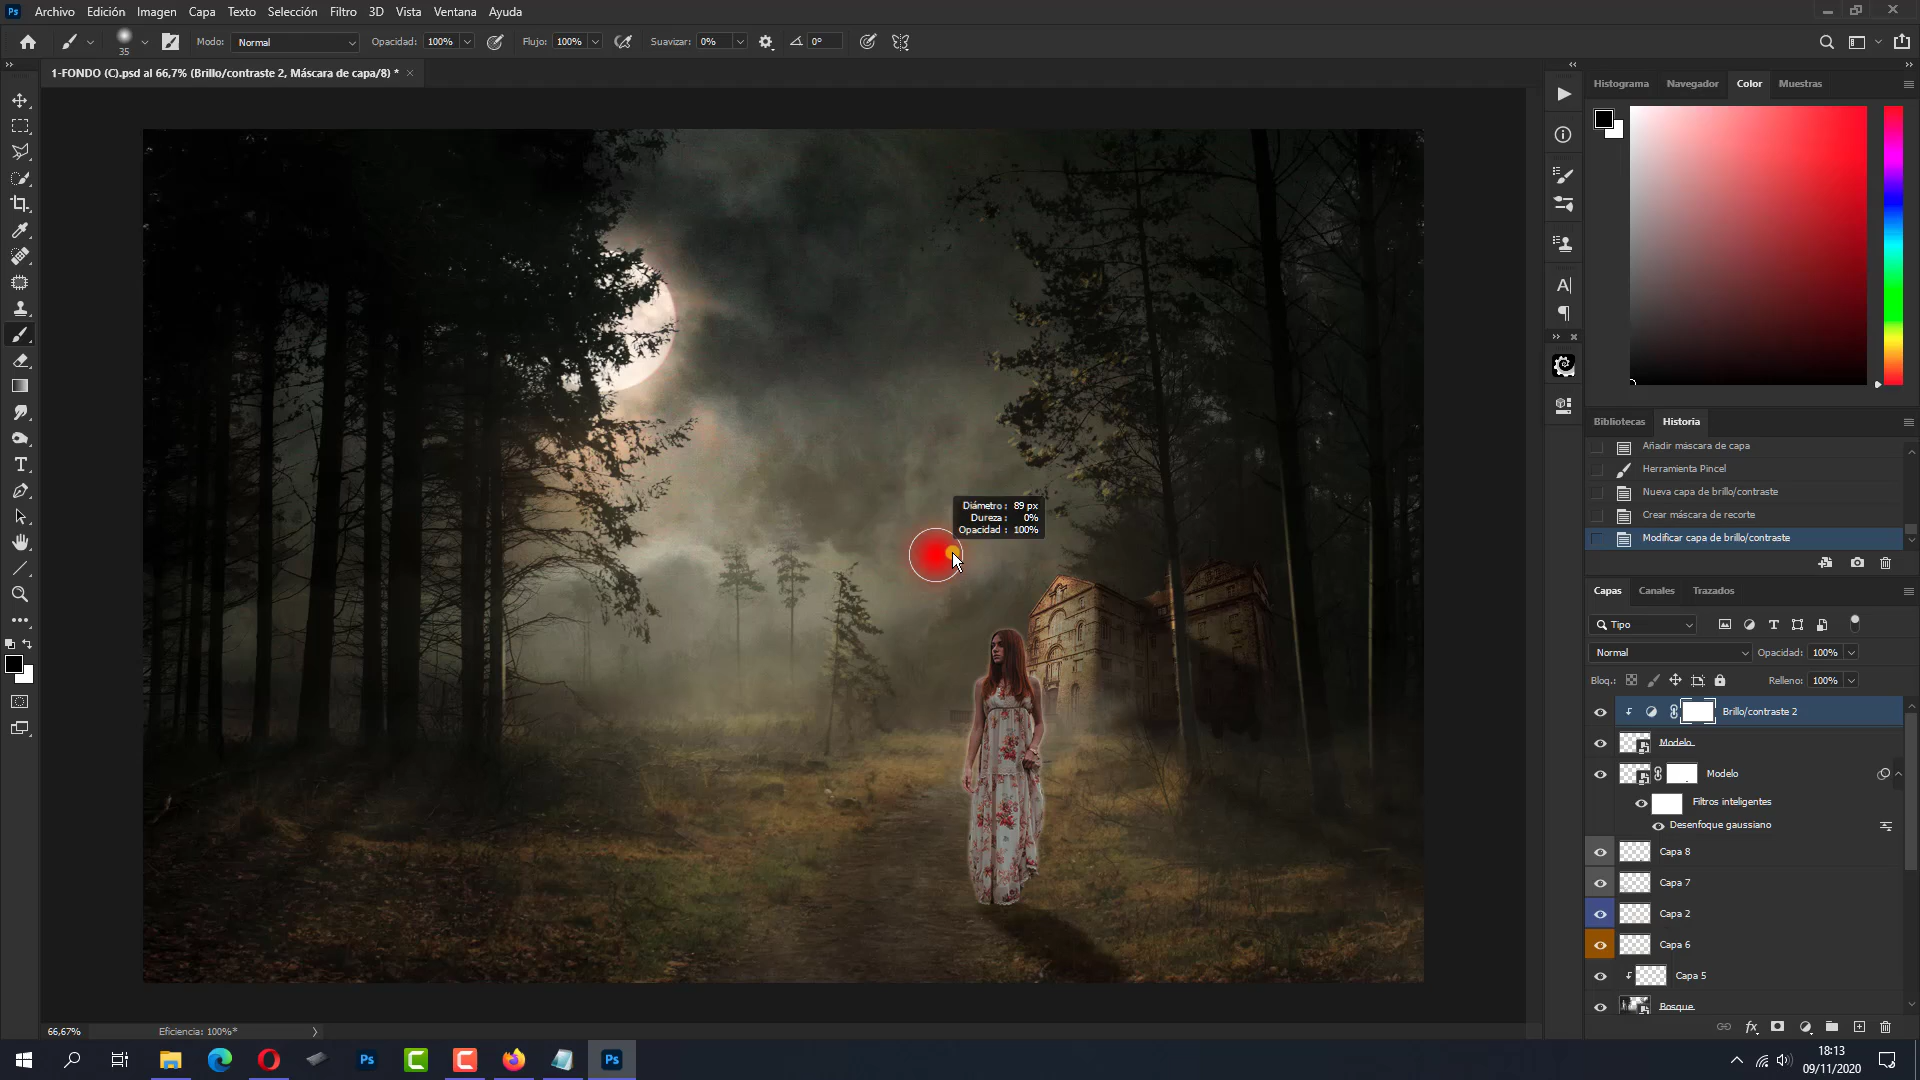 Ps Archivo Edición Imagen Capa Texto Selección Filtro 3D Vista Ventana Ayuda
35 Modo: Normal Opacidad: 100% Flujo: 100% Suavizar: 0% 0°
1-FONDO (C).psd al 66,7% (Brillo/contraste 2, Máscara de capa/8) * ×
Histograma Navegador Color Muestras
Bibliotecas Historia
Añadir máscara de capa
Herramienta Pincel
Nueva capa de brillo/contraste
Crear máscara de recorte
Modificar capa de brillo/contraste
Diámetro : 89 px
Dureza : 0%
Opacidad : 100%
Capas Canales Trazados
Tipo
Normal Opacidad: 100%
Bloq.: Relleno: 100%
Brillo/contraste 2
Modelo
Modelo
Filtros inteligentes
Desenfoque gaussiano
Capa 8
Capa 7
Capa 2
Capa 6
Capa 5
Bosque
66,67% Eficiencia: 100%*
Ps C C Ps
18:13
09/11/2020